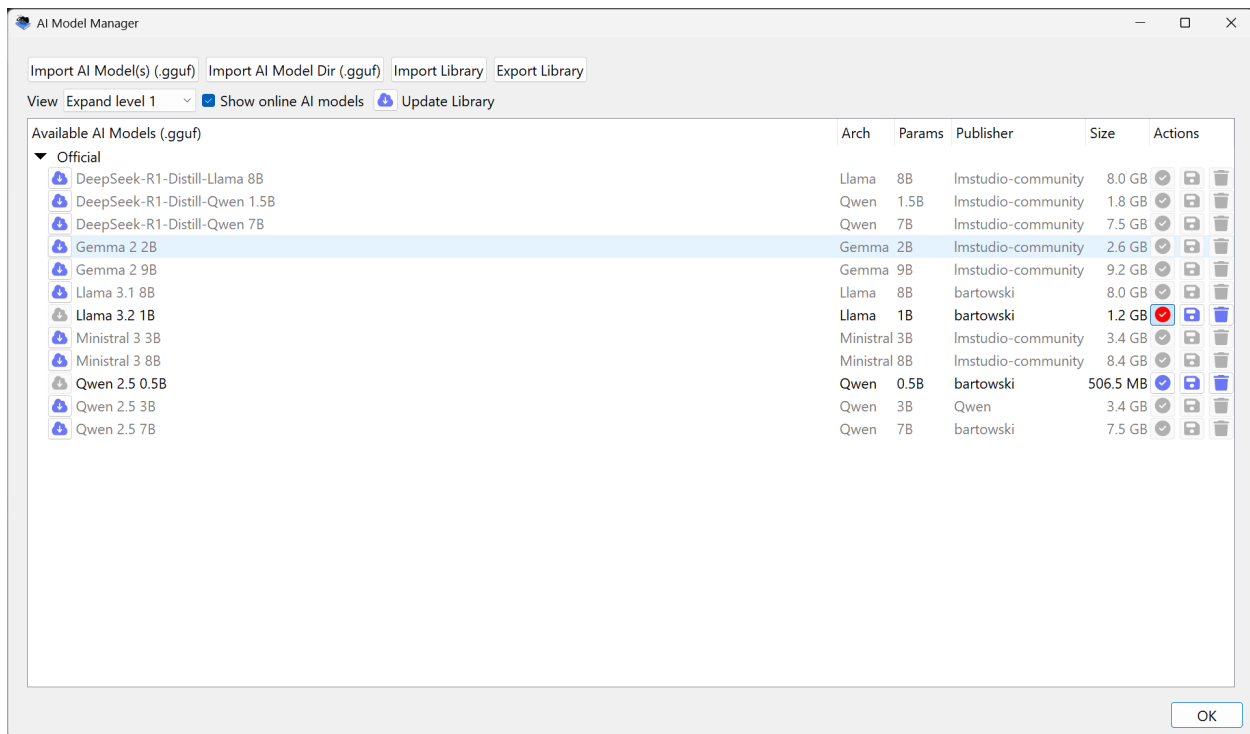 AI Model Manager
Import AI Model(s) (.gguf) Import AI Model Dir (.gguf) Import Library Export Library
View Expand level 1 Show online AI models Update Library
Available AI Models (.gguf) Arch Params Publisher Size Actions
Official
DeepSeek-R1-Distill-Llama 8B Llama 8B lmstudio-community 8.0 GB
DeepSeek-R1-Distill-Qwen 1.5B Qwen 1.5B lmstudio-community 1.8 GB
DeepSeek-R1-Distill-Qwen 7B Qwen 7B lmstudio-community 7.5 GB
Gemma 2 2B Gemma 2B lmstudio-community 2.6 GB
Gemma 2 9B Gemma 9B lmstudio-community 9.2 GB
Llama 3.1 8B Llama 8B bartowski 8.0 GB
Llama 3.2 1B Llama 1B bartowski 1.2 GB
Ministral 3 3B Ministral 3B lmstudio-community 3.4 GB
Ministral 3 8B Ministral 8B lmstudio-community 8.4 GB
Qwen 2.5 0.5B Qwen 0.5B bartowski 506.5 MB
Qwen 2.5 3B Qwen 3B Qwen 3.4 GB
Qwen 2.5 7B Qwen 7B bartowski 7.5 GB
OK